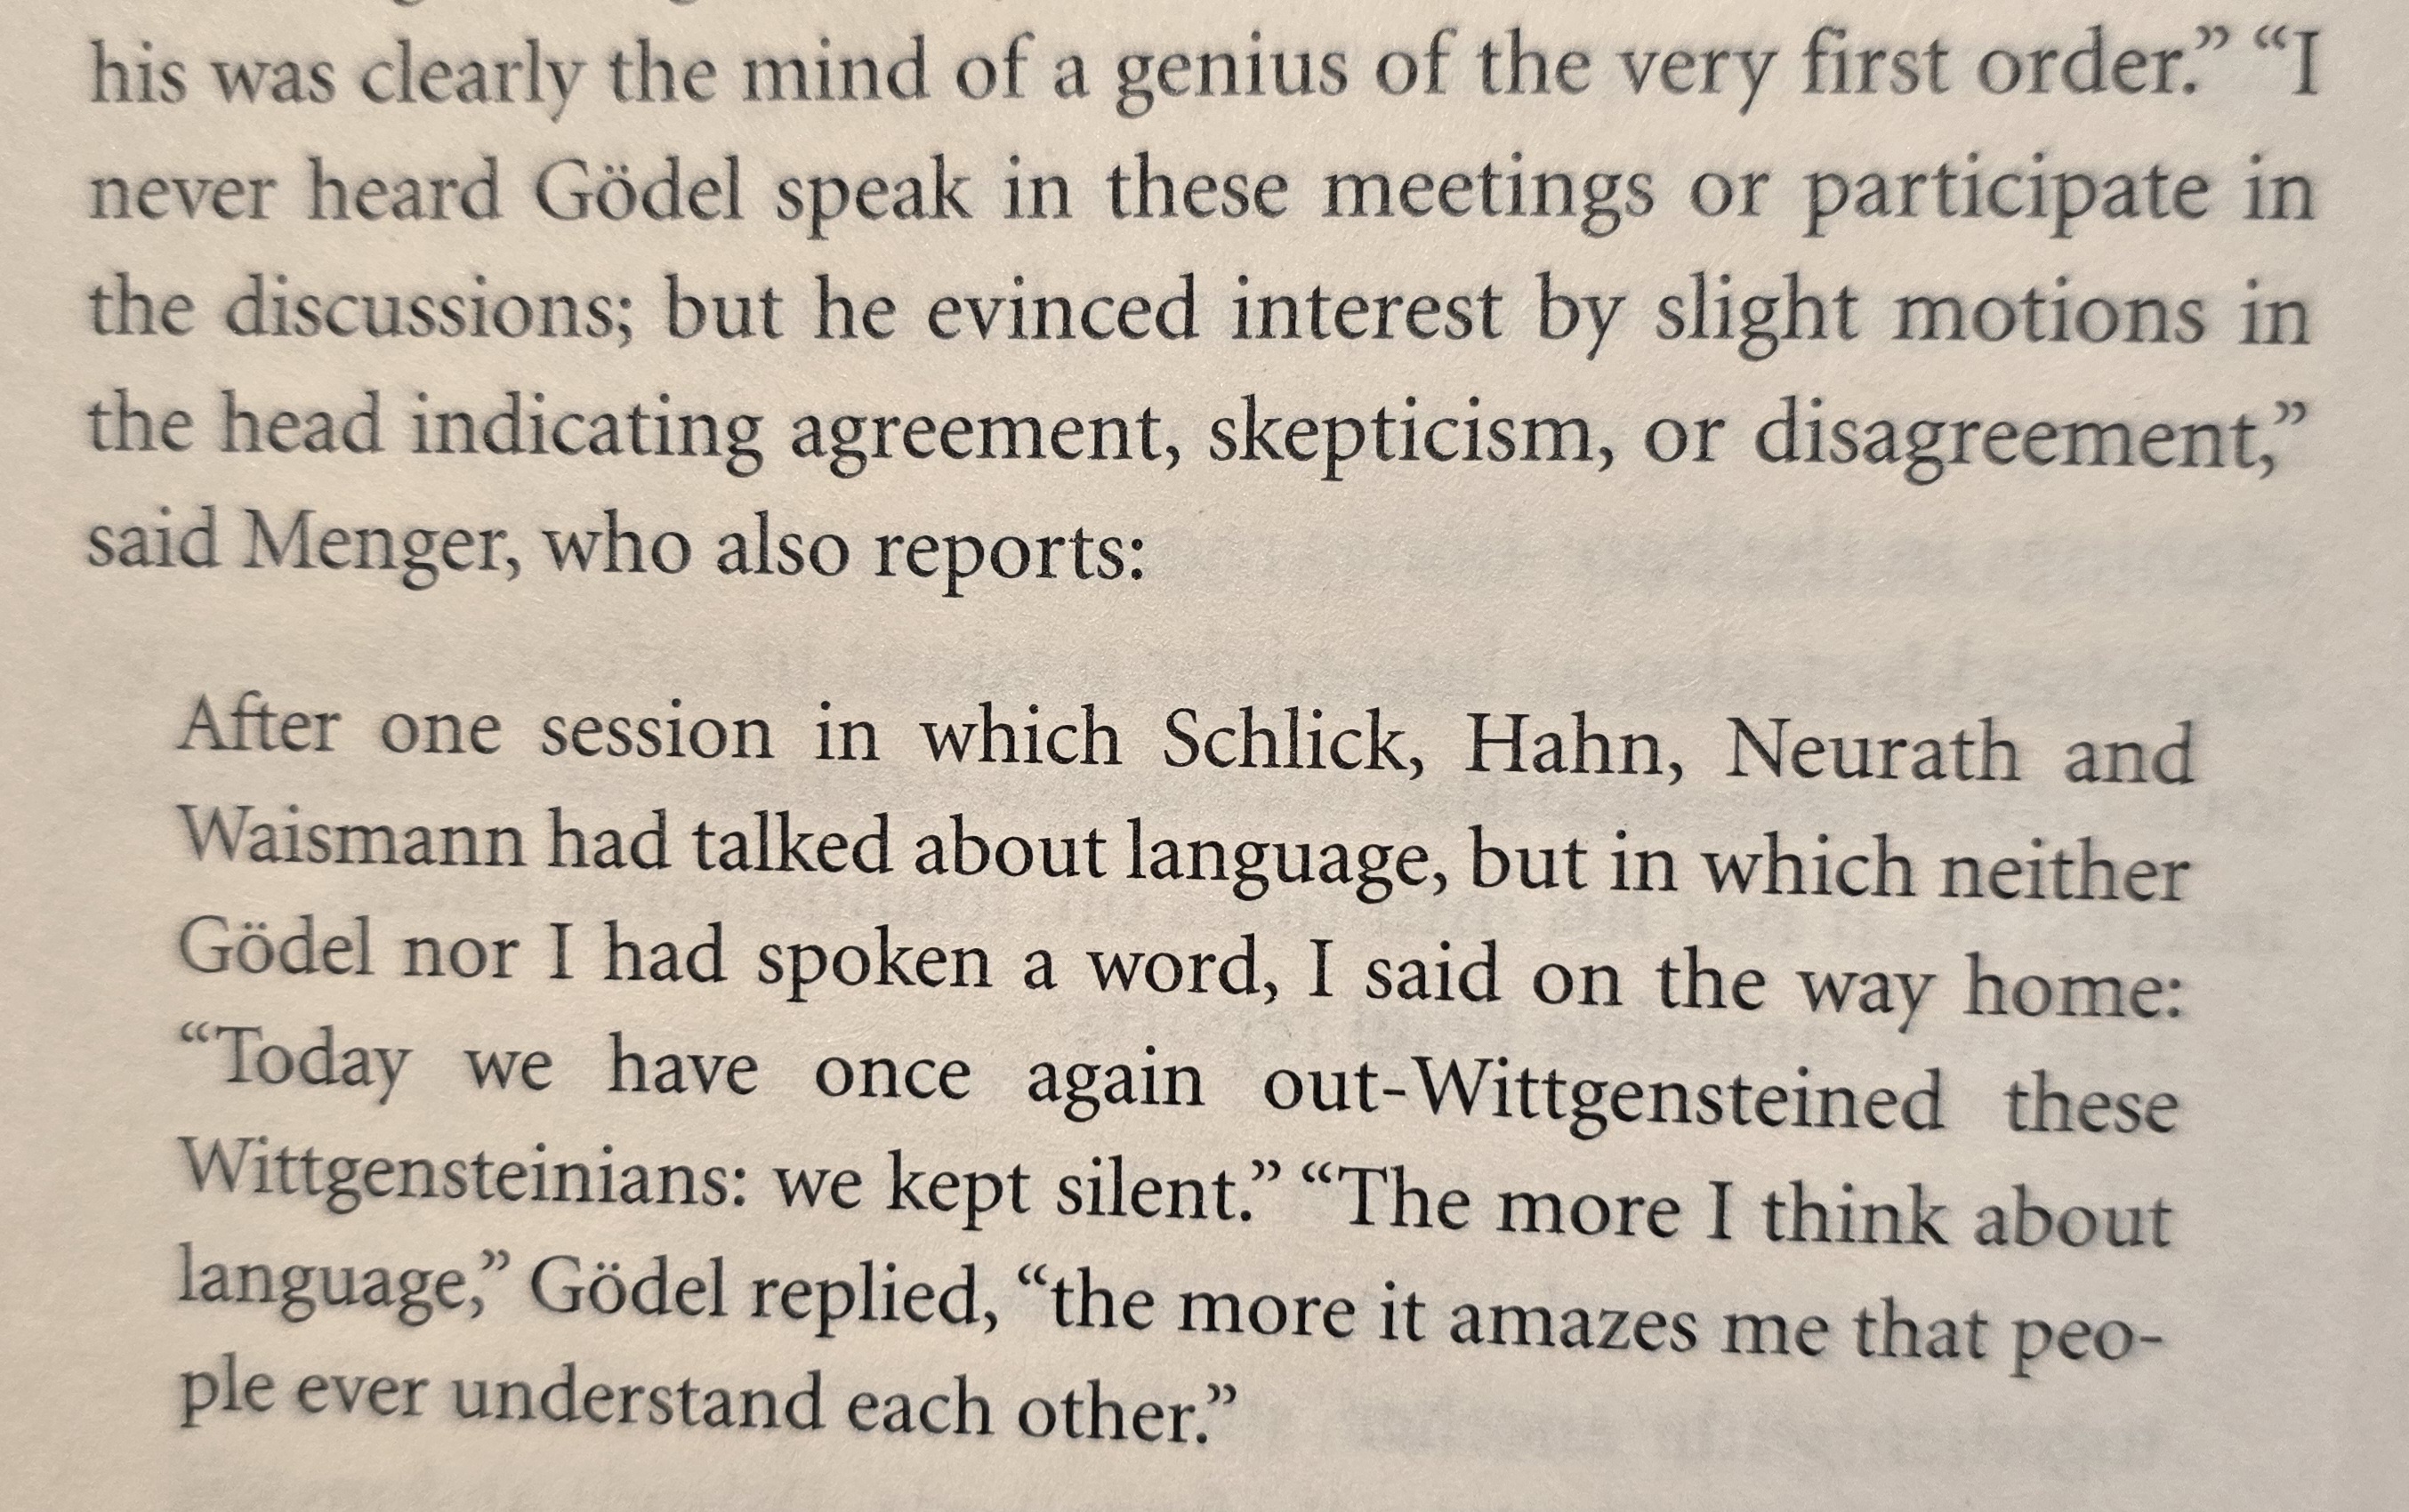 his was clearly the mind of a genius of the very first order.” “I
never heard Gödel speak in these meetings or participate in
the discussions; but he evinced interest by slight motions in
the head indicating agreement, skepticism, or disagreement,”
said Menger, who also reports:
After one session in which Schlick, Hahn, Neurath and
Waismann had talked about language, but in which neither
Gödel nor I had spoken a word, I said on the way home:
“Today we have once again out-Wittgensteined these
Wittgensteinians: we kept silent.” “The more I think about
language,” Gödel replied, “the more it amazes me that peo-
ple ever understand each other.”